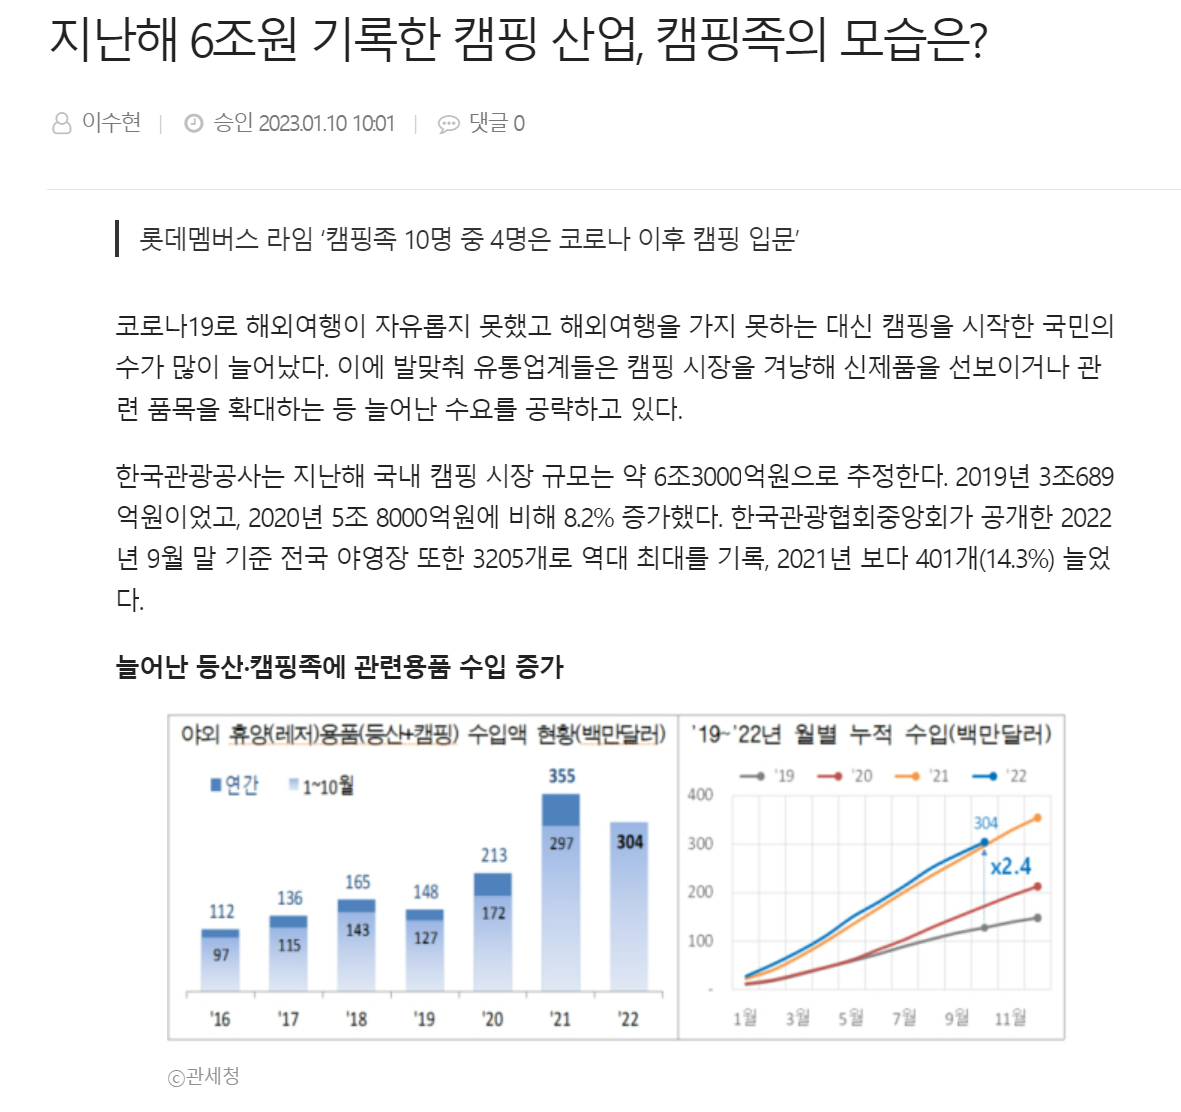 지난해 6조원 기록한 캠핑 산업, 캠핑족의 모습은?
이수현 | 승인 2023.01.10 10:01 | 댓글 0
롯데멤버스 라임 ‘캠핑족 10명 중 4명은 코로나 이후 캠핑 입문’
코로나19로 해외여행이 자유롭지 못했고 해외여행을 가지 못하는 대신 캠핑을 시작한 국민의
수가 많이 늘어났다. 이에 발맞춰 유통업계들은 캠핑 시장을 겨냥해 신제품을 선보이거나 관
련 품목을 확대하는 등 늘어난 수요를 공략하고 있다.
한국관광공사는 지난해 국내 캠핑 시장 규모는 약 6조3000억원으로 추정한다. 2019년 3조689
억원이었고, 2020년 5조 8000억원에 비해 8.2% 증가했다. 한국관광협회중앙회가 공개한 2022
년 9월 말 기준 전국 야영장 또한 3205개로 역대 최대를 기록, 2021년 보다 401개(14.3%) 늘었
다.
늘어난 등산·캠핑족에 관련용품 수입 증가
야외 휴양(레저)용품(등산+캠핑) 수입액 현황(백만달러)
연간 1~10월
355
297
304
213
172
165
143
148
127
136
115
112
97
'16 '17 '18 '19 '20 '21 '22
'19~'22년 월별 누적 수입(백만달러)
'19 '20 '21 '22
400
300
200
100
-
304
x2.4
1월 3월 5월 7월 9월 11월
ⓒ관세청